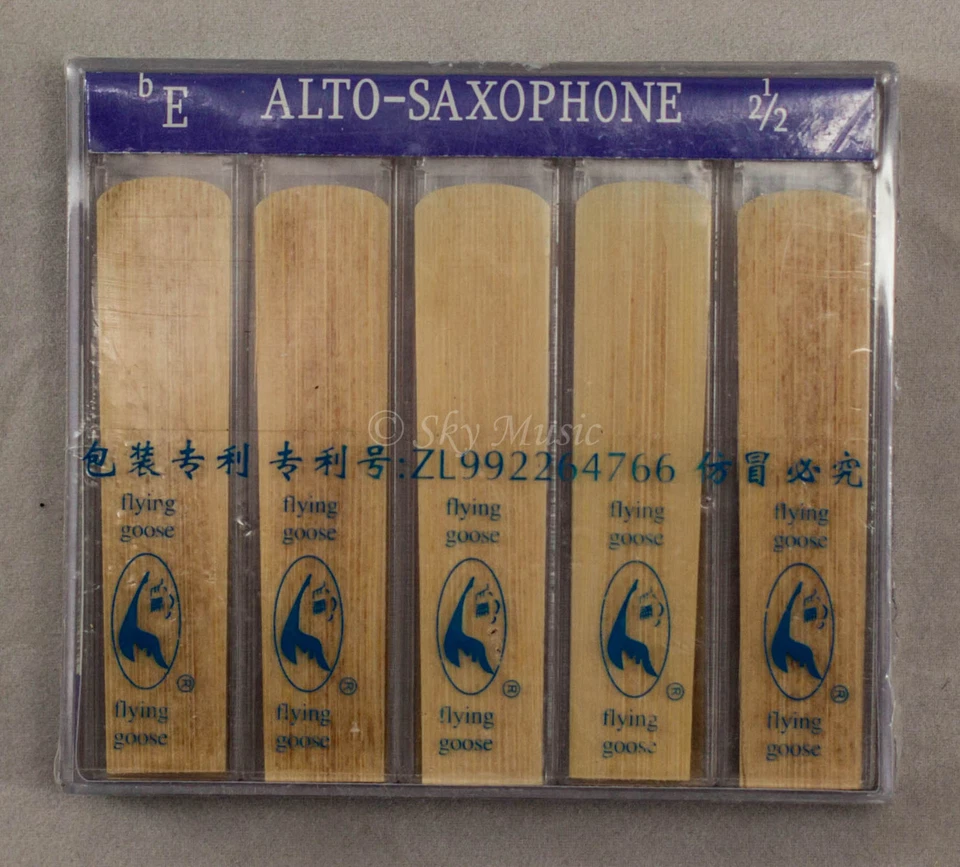 bE ALTO-SAXOPHONE 2 1/2
© Sky Music
包装专利 专利号:ZL992264766 仿冒必究
flying flying flying flying flying
goose goose goose goose goose
® ® ® ® ®
flying flying flying flying flying
goose goose goose goose goose